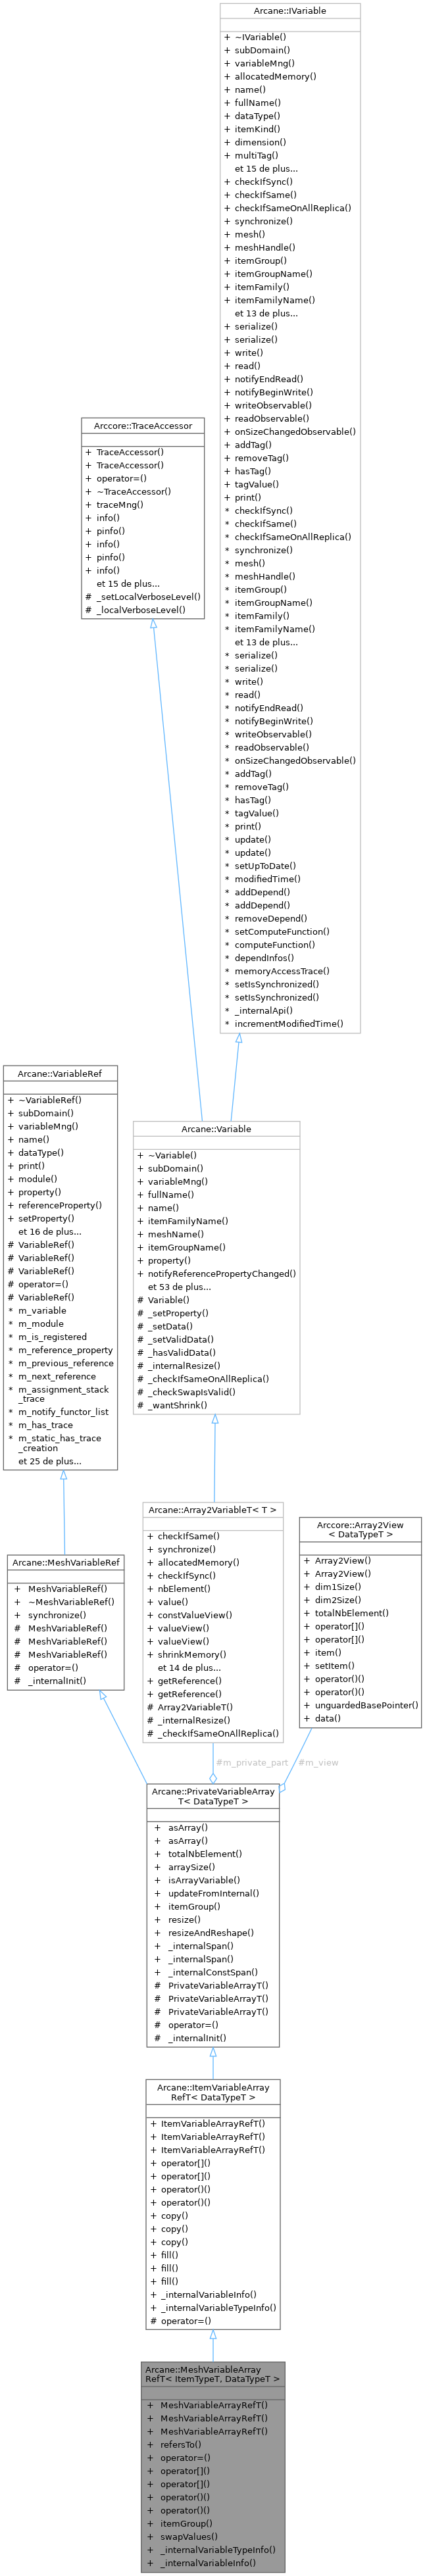 Arcane::IVariable
+ ~IVariable()
+ subDomain()
+ variableMng()
+ allocatedMemory()
+ name()
+ fullName()
+ dataType()
+ itemKind()
+ dimension()
+ multiTag()
et 15 de plus...
+ checkIfSync()
+ checkIfSame()
+ checkIfSameOnAllReplica()
+ synchronize()
+ mesh()
+ meshHandle()
+ itemGroup()
+ itemGroupName()
+ itemFamily()
+ itemFamilyName()
et 13 de plus...
+ serialize()
+ serialize()
+ write()
+ read()
+ notifyEndRead()
+ notifyBeginWrite()
+ writeObservable()
+ readObservable()
+ onSizeChangedObservable()
+ addTag()
+ removeTag()
+ hasTag()
+ tagValue()
+ print()
* checkIfSync()
* checkIfSame()
* checkIfSameOnAllReplica()
* synchronize()
* mesh()
* meshHandle()
* itemGroup()
* itemGroupName()
* itemFamily()
* itemFamilyName()
et 13 de plus...
* serialize()
* serialize()
* write()
* read()
* notifyEndRead()
* notifyBeginWrite()
* writeObservable()
* readObservable()
* onSizeChangedObservable()
* addTag()
* removeTag()
* hasTag()
* tagValue()
* print()
* update()
* update()
* setUpToDate()
* modifiedTime()
* addDepend()
* addDepend()
* removeDepend()
* setComputeFunction()
* computeFunction()
* dependInfos()
* memoryAccessTrace()
* setIsSynchronized()
* setIsSynchronized()
* _internalApi()
* incrementModifiedTime()
Arccore::TraceAccessor
+ TraceAccessor()
+ TraceAccessor()
+ operator=()
+ ~TraceAccessor()
+ traceMng()
+ info()
+ pinfo()
+ info()
+ pinfo()
+ info()
et 15 de plus...
# _setLocalVerboseLevel()
# _localVerboseLevel()
Arcane::VariableRef
+ ~VariableRef()
+ subDomain()
+ variableMng()
+ name()
+ dataType()
+ print()
+ module()
+ property()
+ referenceProperty()
+ setProperty()
et 16 de plus...
# VariableRef()
# VariableRef()
# VariableRef()
# operator=()
# VariableRef()
* m_variable
* m_module
* m_is_registered
* m_reference_property
* m_previous_reference
* m_next_reference
* m_assignment_stack
_trace
* m_notify_functor_list
* m_has_trace
* m_static_has_trace
_creation
et 25 de plus...
Arcane::Variable
+ ~Variable()
+ subDomain()
+ variableMng()
+ fullName()
+ name()
+ itemFamilyName()
+ meshName()
+ itemGroupName()
+ property()
+ notifyReferencePropertyChanged()
et 53 de plus...
# Variable()
# _setProperty()
# _setData()
# _setValidData()
# _hasValidData()
# _internalResize()
# _checkIfSameOnAllReplica()
# _checkSwapIsValid()
# _wantShrink()
Arcane::MeshVariableRef
+ MeshVariableRef()
+ ~MeshVariableRef()
+ synchronize()
# MeshVariableRef()
# MeshVariableRef()
# MeshVariableRef()
# operator=()
# _internalInit()
Arcane::Array2VariableT< T >
+ checkIfSame()
+ synchronize()
+ allocatedMemory()
+ checkIfSync()
+ nbElement()
+ value()
+ constValueView()
+ valueView()
+ valueView()
+ shrinkMemory()
et 14 de plus...
+ getReference()
+ getReference()
# Array2VariableT()
# _internalResize()
# _checkIfSameOnAllReplica()
Arccore::Array2View
< DataTypeT >
+ Array2View()
+ Array2View()
+ dim1Size()
+ dim2Size()
+ totalNbElement()
+ operator[]()
+ operator[]()
+ item()
+ setItem()
+ operator()()
+ operator()()
+ unguardedBasePointer()
+ data()
#m_private_part
#m_view
Arcane::PrivateVariableArray
T< DataTypeT >
+ asArray()
+ asArray()
+ totalNbElement()
+ arraySize()
+ isArrayVariable()
+ updateFromInternal()
+ itemGroup()
+ resize()
+ resizeAndReshape()
+ _internalSpan()
+ _internalSpan()
+ _internalConstSpan()
# PrivateVariableArrayT()
# PrivateVariableArrayT()
# PrivateVariableArrayT()
# operator=()
# _internalInit()
Arcane::ItemVariableArray
RefT< DataTypeT >
+ ItemVariableArrayRefT()
+ ItemVariableArrayRefT()
+ ItemVariableArrayRefT()
+ operator[]()
+ operator[]()
+ operator()()
+ operator()()
+ copy()
+ copy()
+ copy()
+ fill()
+ fill()
+ fill()
+ _internalVariableInfo()
+ _internalVariableTypeInfo()
# operator=()
Arcane::MeshVariableArray
RefT< ItemTypeT, DataTypeT >
+ MeshVariableArrayRefT()
+ MeshVariableArrayRefT()
+ MeshVariableArrayRefT()
+ refersTo()
+ operator=()
+ operator[]()
+ operator[]()
+ operator()()
+ operator()()
+ itemGroup()
+ swapValues()
+ _internalVariableTypeInfo()
+ _internalVariableInfo()